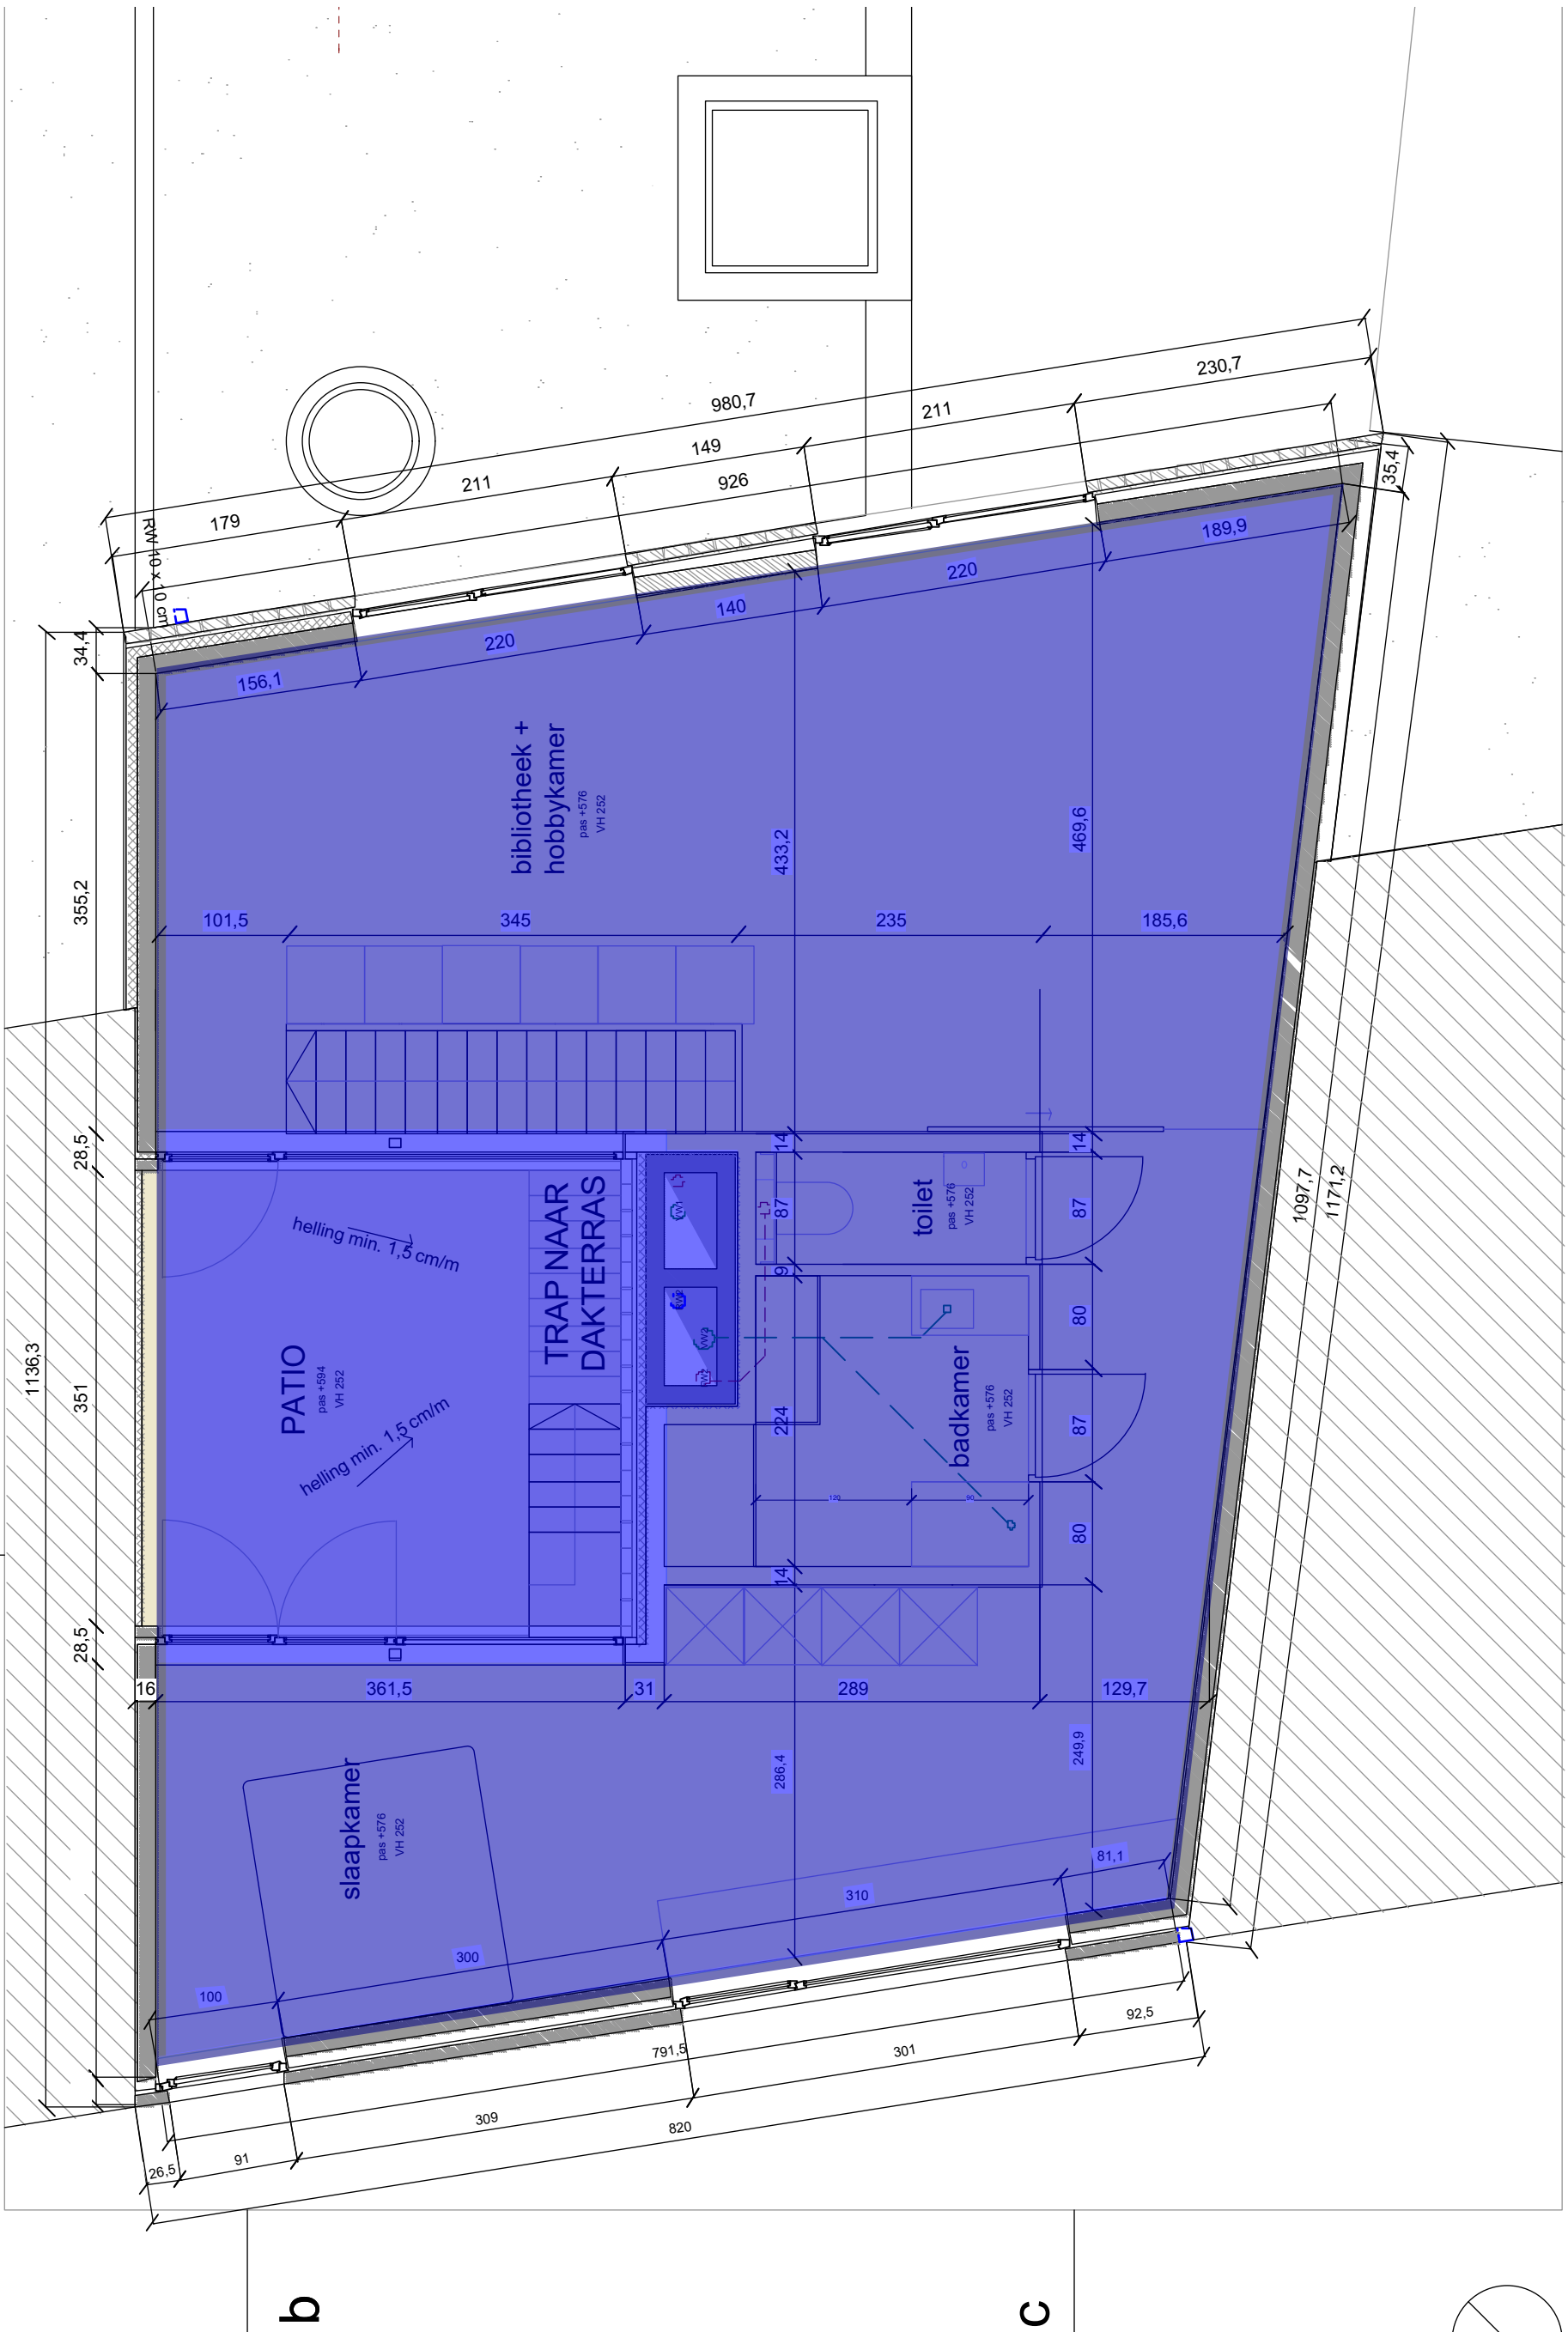 230,7
980,7
211
149
211
926
179
35,4
RW 10 x 10 cm
189,9
220
140
220
156,1
34,4
bibliotheek +
hobbykamer
pas +576
VH 252
433,2
469,6
355,2
101,5
345
235
185,6
28,5
14
14
TRAP NAAR
DAKTERRAS
helling min. 1,5 cm/m
87
toilet
pas +576
VH 252
87
1097,7
1171,2
9
80
PATIO
pas +594
VH 252
1136,3
351
badkamer
pas +576
VH 252
224
87
helling min. 1,5 cm/m
120
90
80
14
28,5
16
361,5
31
289
129,7
slaapkamer
pas +576
VH 252
286,4
249,9
81,1
310
300
100
92,5
301
791,5
309
820
91
26,5
b
c